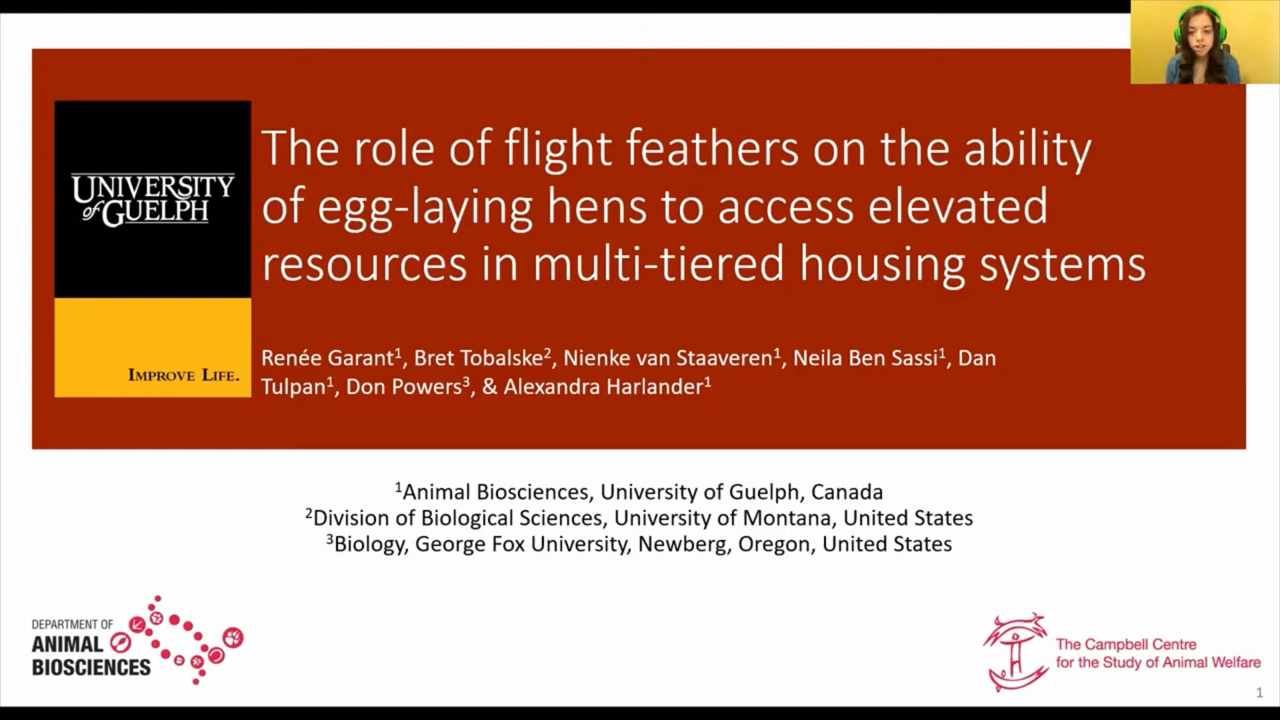 UNIVERSITY
of GUELPH
IMPROVE LIFE.
The role of flight feathers on the ability
of egg-laying hens to access elevated
resources in multi-tiered housing systems
Renée Garant¹, Bret Tobalske², Nienke van Staaveren¹, Neila Ben Sassi¹, Dan
Tulpan¹, Don Powers³, & Alexandra Harlander¹
¹Animal Biosciences, University of Guelph, Canada
²Division of Biological Sciences, University of Montana, United States
³Biology, George Fox University, Newberg, Oregon, United States
DEPARTMENT OF
ANIMAL
BIOSCIENCES
The Campbell Centre
for the Study of Animal Welfare
1